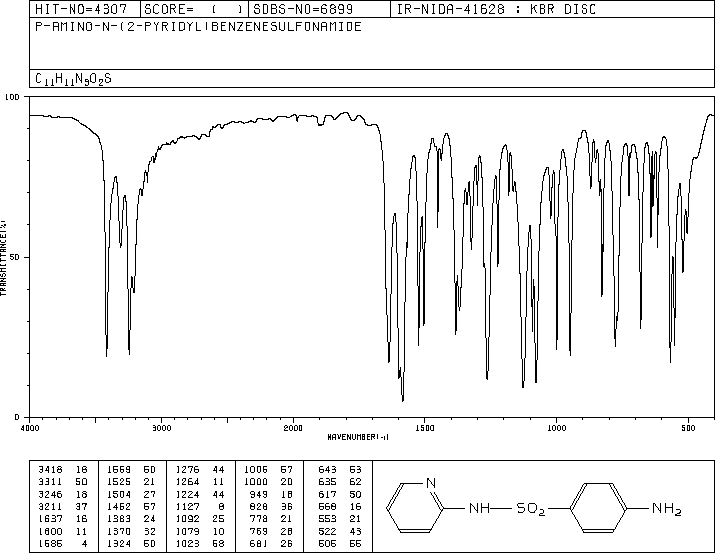 HIT-NO=4307 SCORE= ( ) SDBS-NO=6899 IR-NIDA-41628 : KBR DISC
P-AMINO-N-(2-PYRIDYL)BENZENESULFONAMIDE
C11H11N3O2S
100
50
0
TRANSMITTANCE(%)
4000 3000 2000 1500 1000 500
WAVENUMBER(-1)
3418 18 1569 60 1276 44 1006 57 643 53
3311 50 1525 21 1264 11 1000 20 635 62
3246 18 1504 27 1224 44 949 18 617 50
3211 37 1452 57 1127 8 828 36 568 16
1637 16 1383 24 1092 25 778 21 553 21
1600 11 1370 32 1079 10 769 28 522 43
1585 4 1324 50 1023 58 681 26 505 55
N
NH SO2 NH2